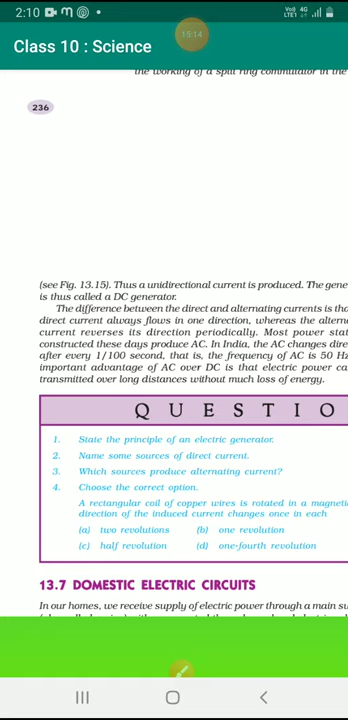 2:10
Vo)) 4G
LTE1
15:14
Class 10 : Science
the working of a split ring commutator in the
236
(see Fig. 13.15). Thus a unidirectional current is produced. The gene
is thus called a DC generator.
The difference between the direct and alternating currents is tha
direct current always flows in one direction, whereas the altern
current reverses its direction periodically. Most power stat
constructed these days produce AC. In India, the AC changes dire
after every 1/100 second, that is, the frequency of AC is 50 Hz
important advantage of AC over DC is that electric power ca
transmitted over long distances without much loss of energy.
Q U E S T I O
1. State the principle of an electric generator.
2. Name some sources of direct current.
3. Which sources produce alternating current?
4. Choose the correct option.
A rectangular coil of copper wires is rotated in a magneti
direction of the induced current changes once in each
(a) two revolutions (b) one revolution
(c) half revolution (d) one-fourth revolution
13.7 DOMESTIC ELECTRIC CIRCUITS
In our homes, we receive supply of electric power through a main su